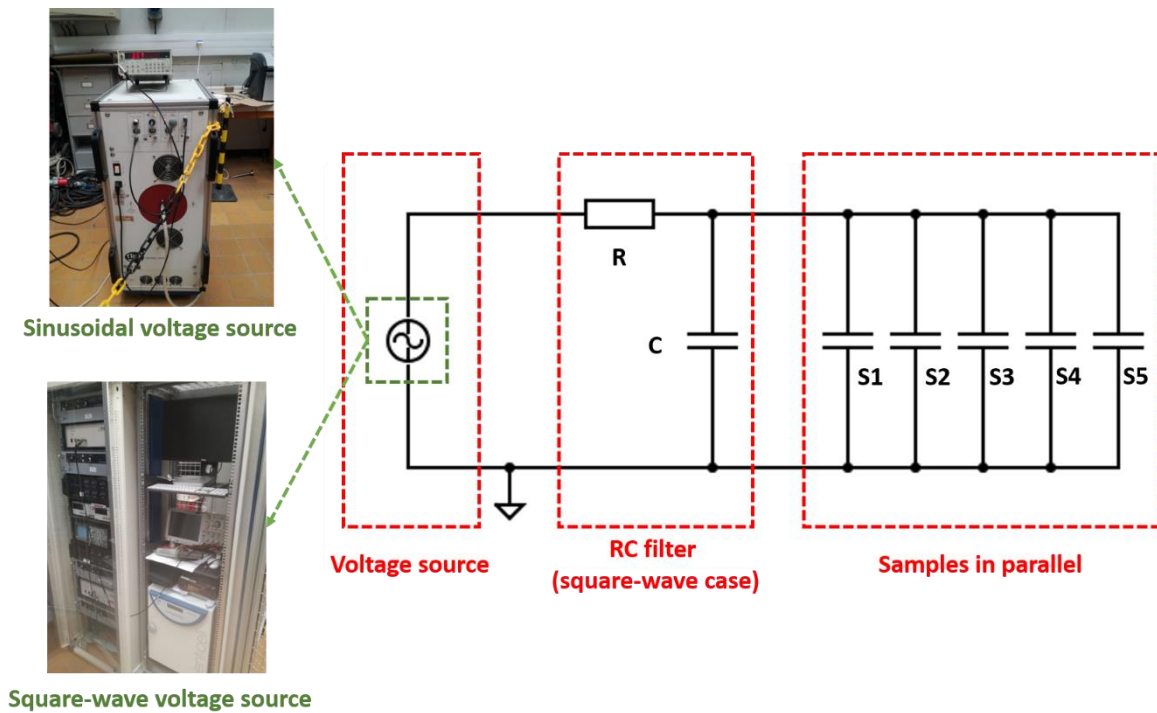 Sinusoidal voltage source
Square-wave voltage source
Voltage source
R
C
RC filter
(square-wave case)
S1 S2 S3 S4 S5
Samples in parallel